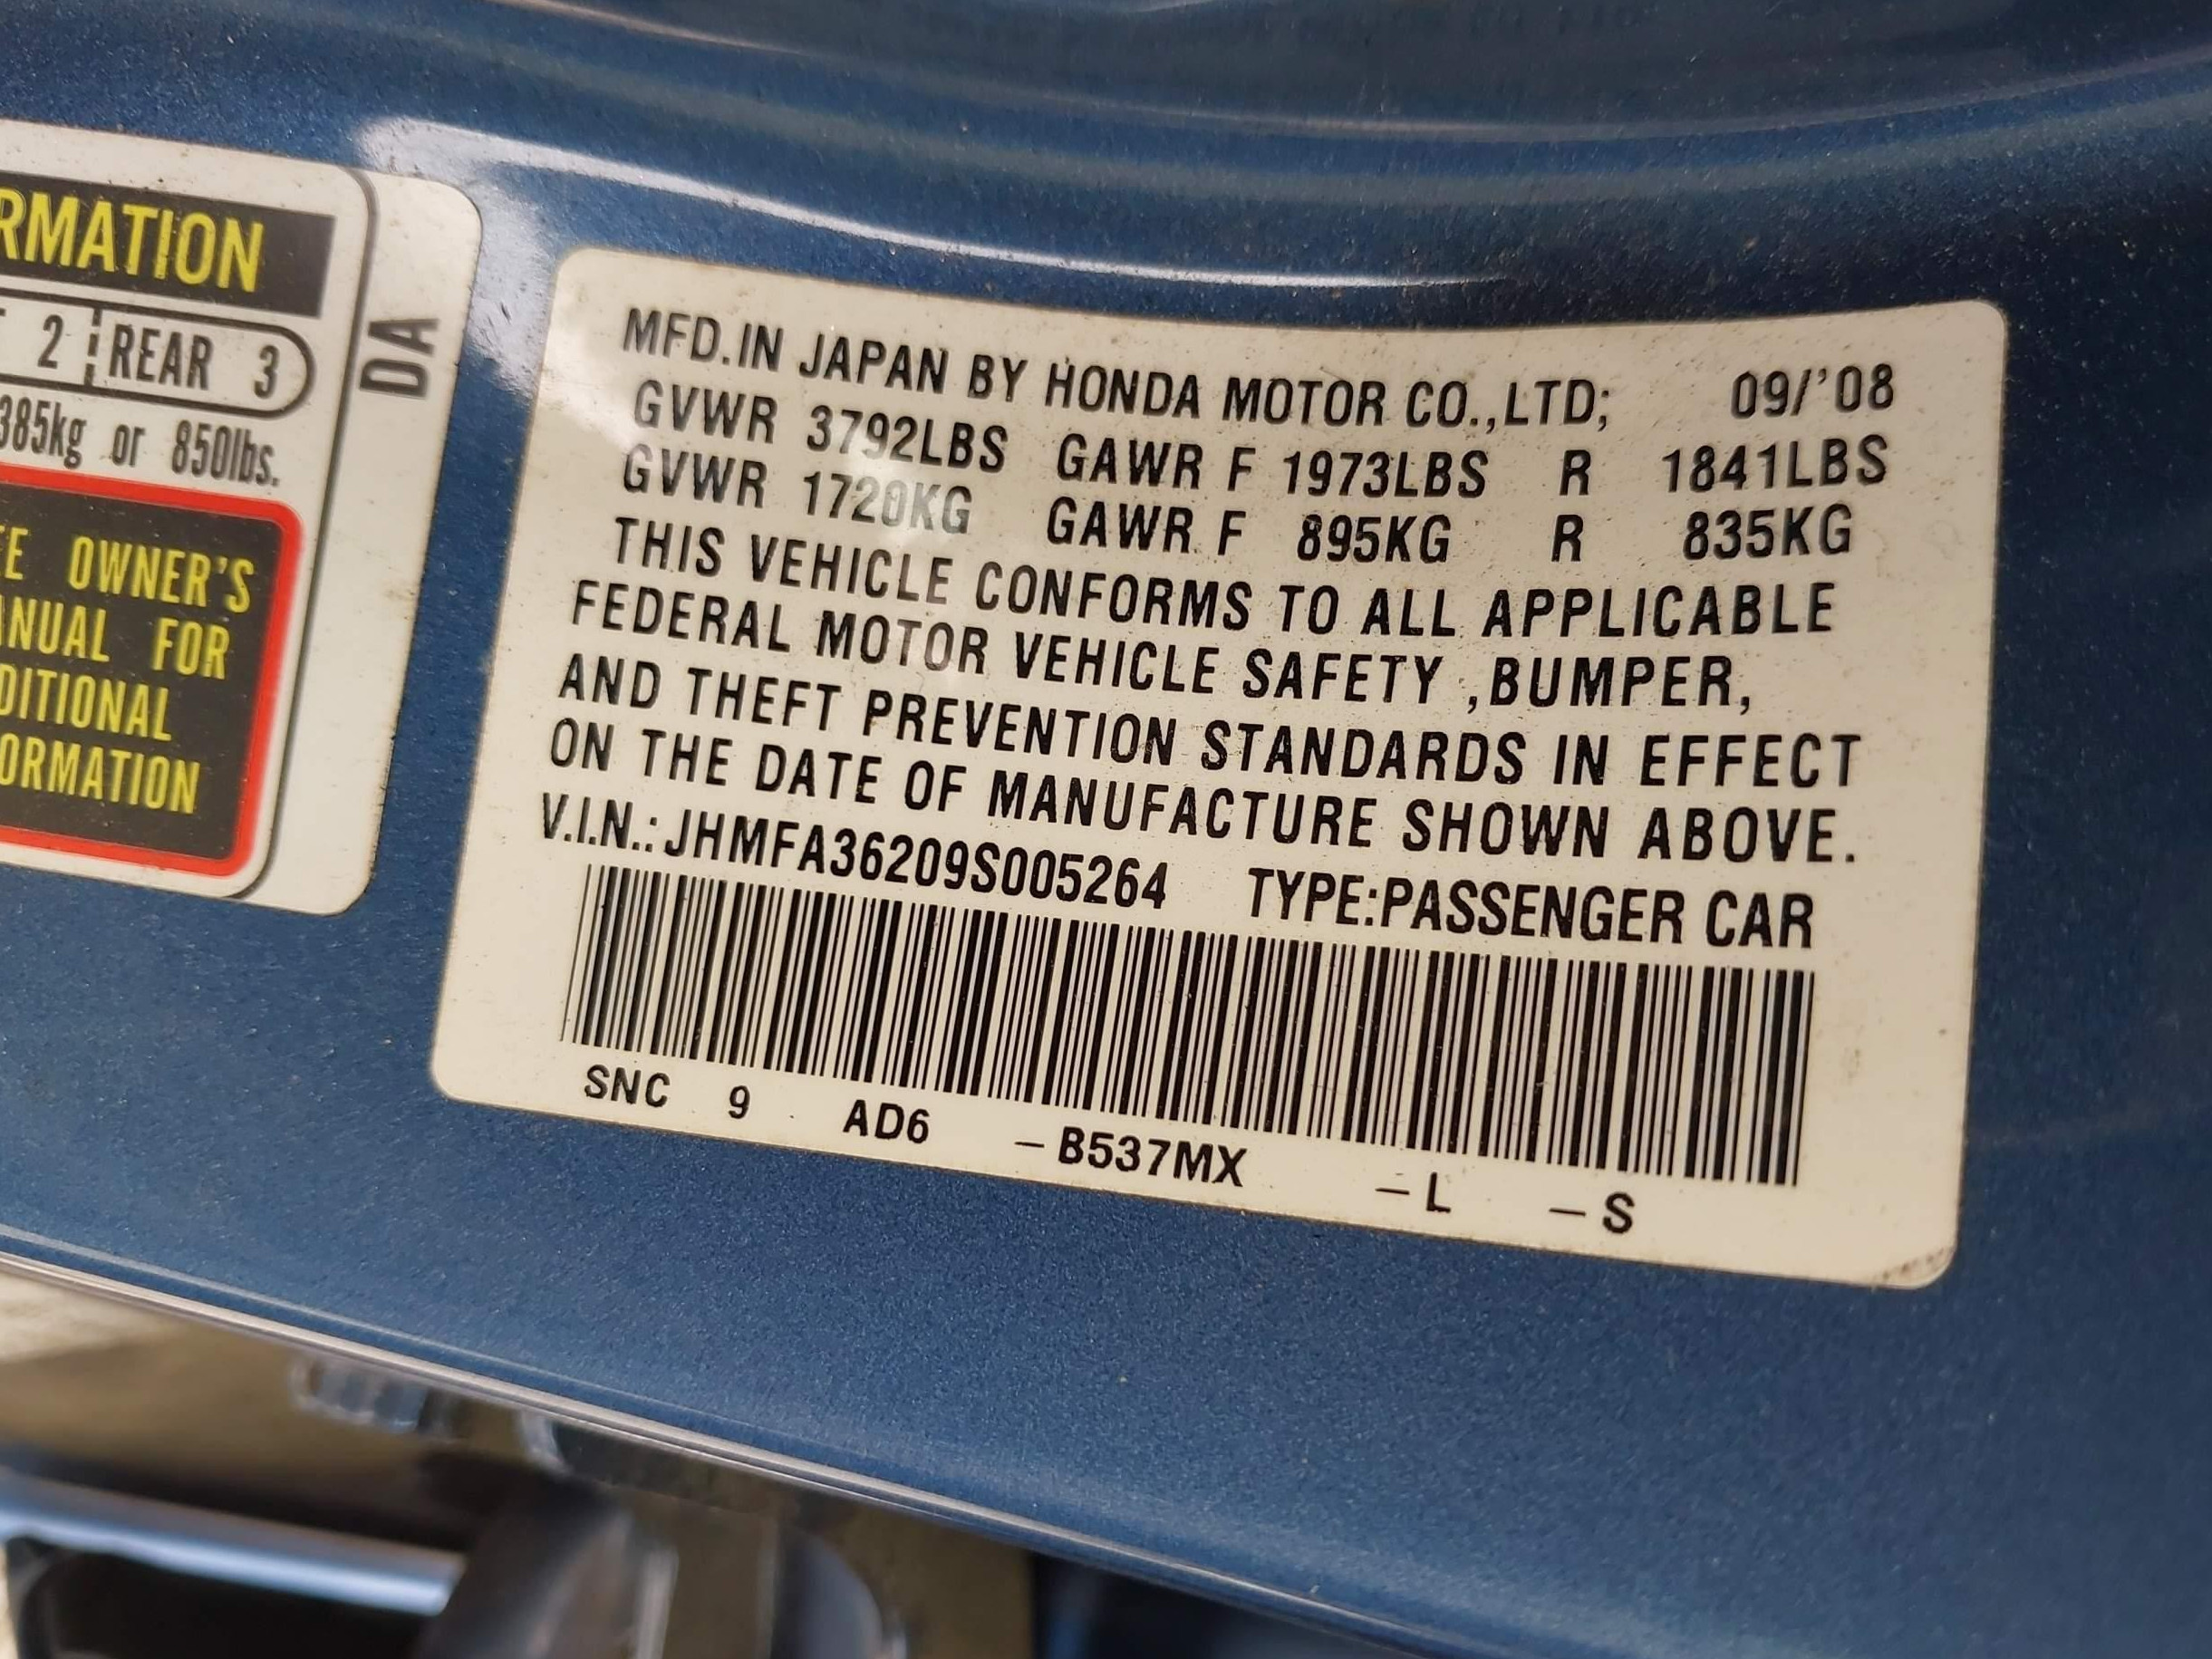 RMATION
2 REAR 3
385kg or 850lbs.
OWNER'S
FOR
DA
MFD.IN JAPAN BY HONDA MOTOR CO.,LTD; 09/'08
GVWR 3792LBS GAWR F 1973LBS R 1841LBS
GVWR 1720KG GAWR F 895KG R 835KG
THIS VEHICLE CONFORMS TO ALL APPLICABLE
FEDERAL MOTOR VEHICLE SAFETY ,BUMPER,
AND THEFT PREVENTION STANDARDS IN EFFECT
ON THE DATE OF MANUFACTURE SHOWN ABOVE.
V.I.N.:JHMFA36209S005264 TYPE:PASSENGER CAR
SNC 9 AD6 –B537MX –L –S